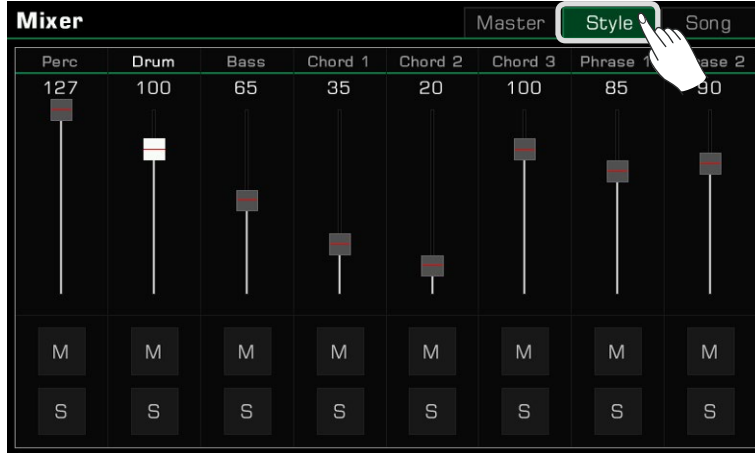 Mixer Master Style Song
Perc Drum Bass Chord 1 Chord 2 Chord 3 Phrase 1 2
127 100 65 35 20 100 85 90
M M M M M M M M
S S S S S S S S